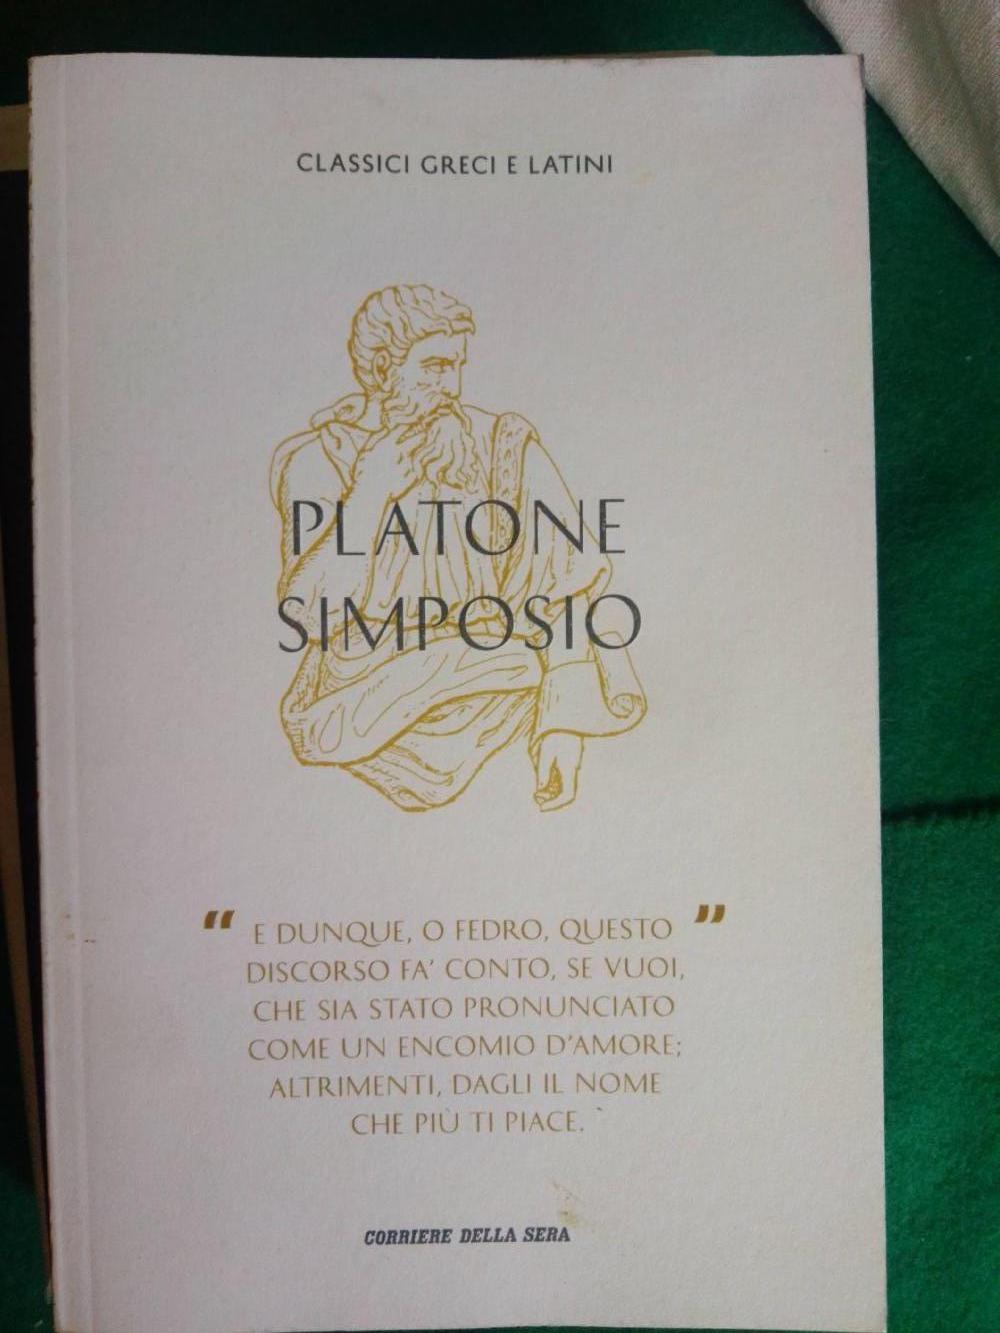 CLASSICI GRECI E LATINI
PLATONE
SIMPOSIO
" E DUNQUE, O FEDRO, QUESTO "
DISCORSO FA' CONTO, SE VUOI,
CHE SIA STATO PRONUNCIATO
COME UN ENCOMIO D'AMORE;
ALTRIMENTI, DAGLI IL NOME
CHE PIÙ TI PIACE.
CORRIERE DELLA SERA